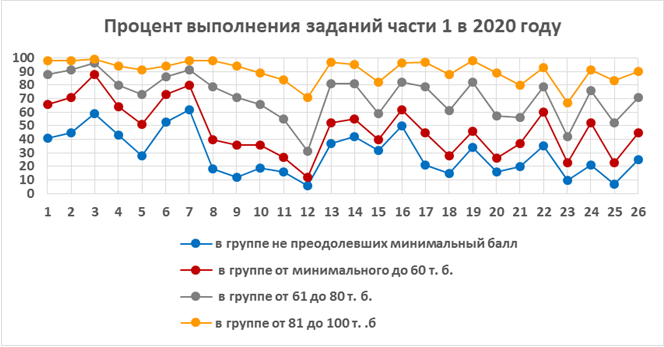 Процент выполнения заданий части 1 в 2020 году
100
90
80
70
60
50
40
30
20
10
0
1 2 3 4 5 6 7 8 9 10 11 12 13 14 15 16 17 18 19 20 21 22 23 24 25 26
в группе не преодолевших минимальный балл
в группе от минимального до 60 т. б.
в группе от 61 до 80 т. б.
в группе от 81 до 100 т. .б